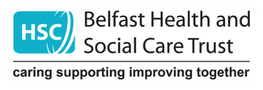 HSC
Belfast Health and
Social Care Trust
caring supporting improving together